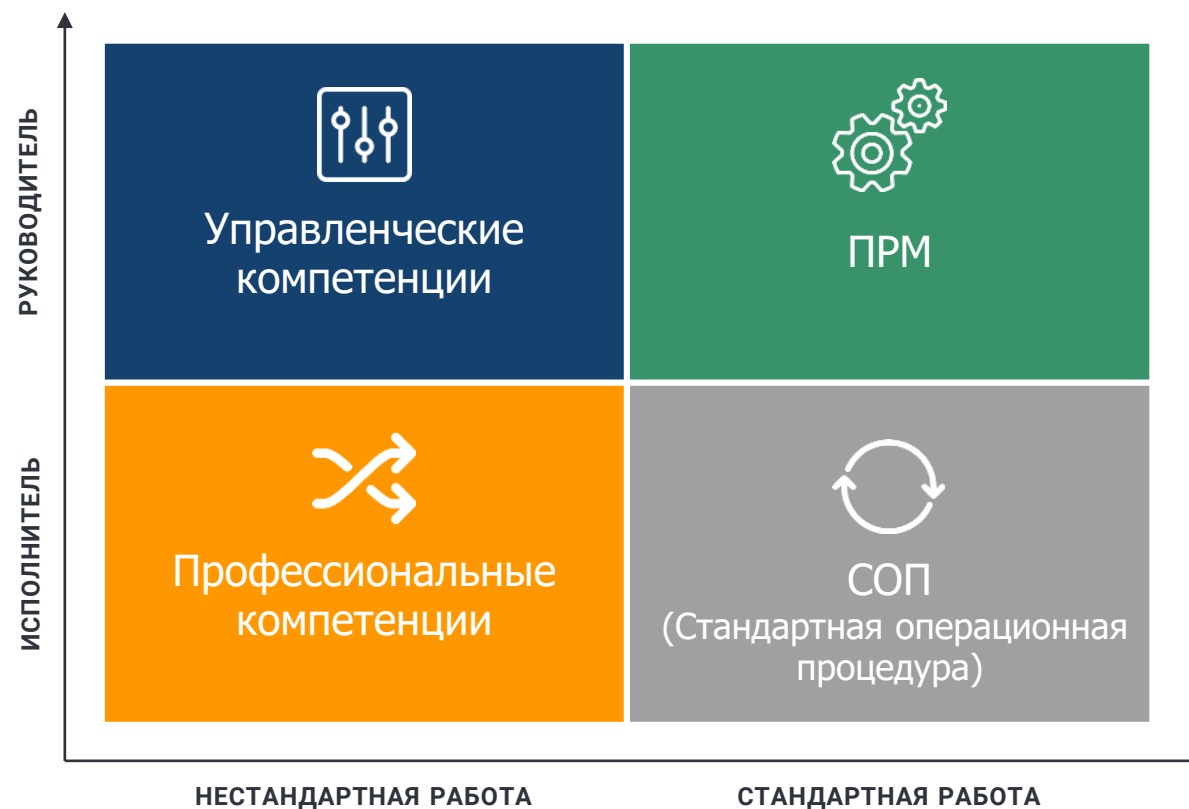 РУКОВОДИТЕЛЬ
Управленческие
компетенции
ПРМ
ИСПОЛНИТЕЛЬ
Профессиональные
компетенции
СОП
(Стандартная операционная
процедура)
НЕСТАНДАРТНАЯ РАБОТА
СТАНДАРТНАЯ РАБОТА